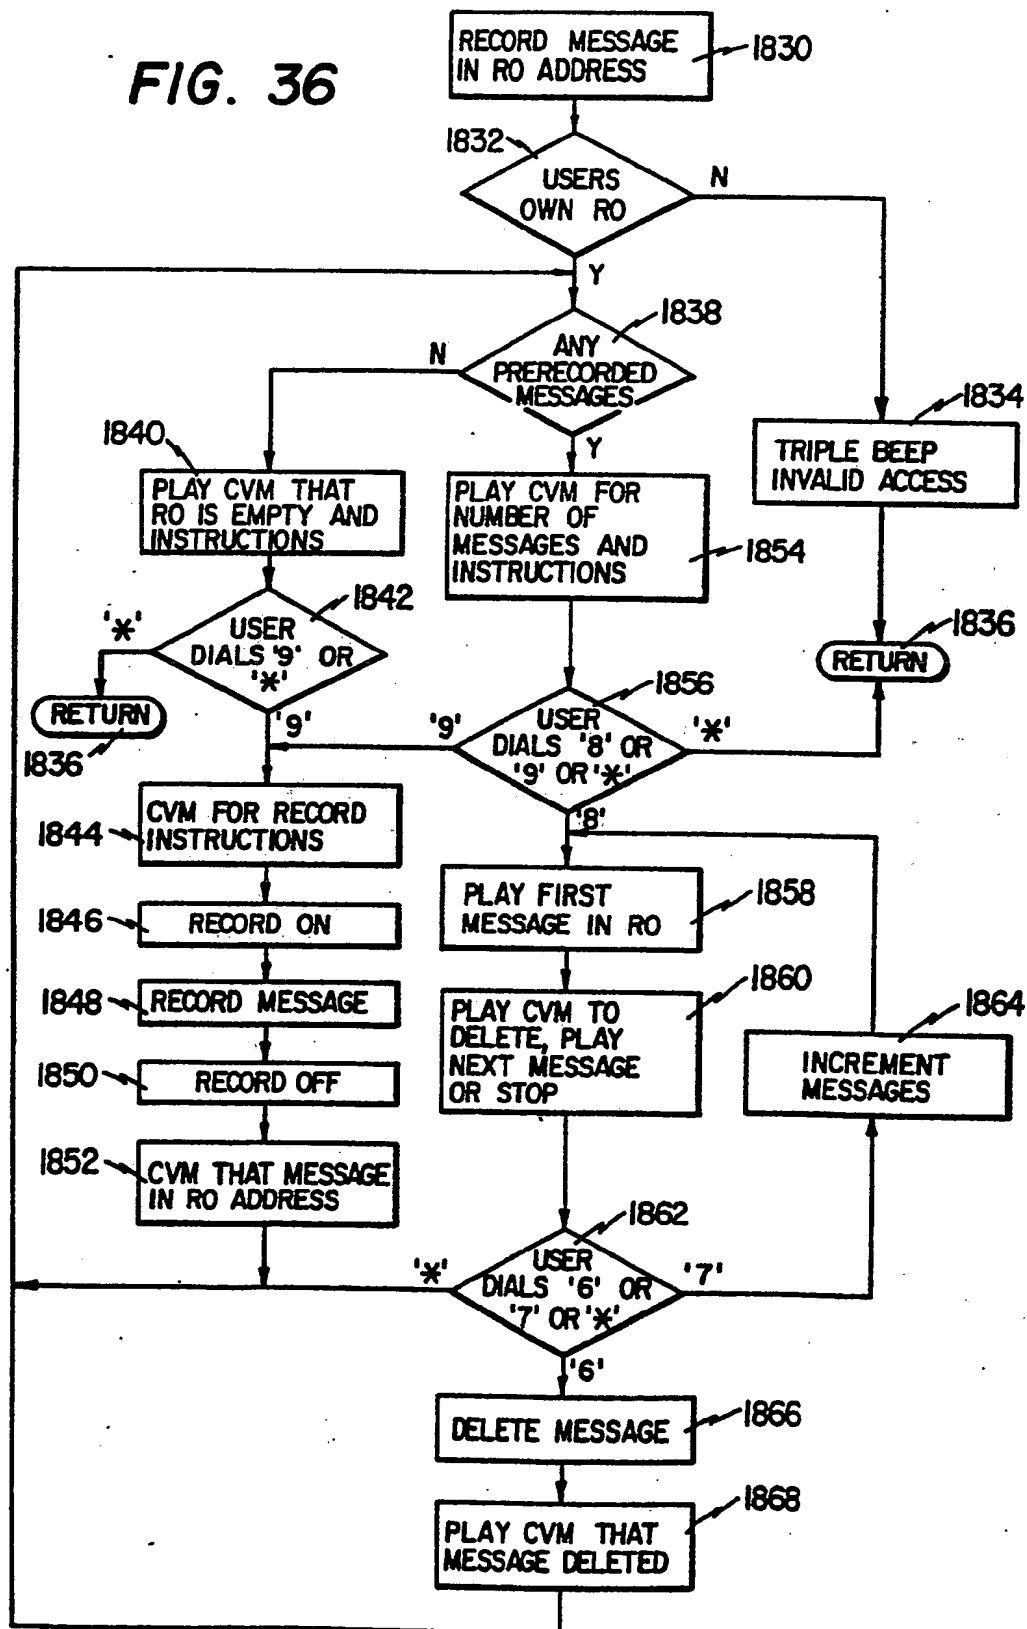 FIG. 36
RECORD MESSAGE
IN RO ADDRESS
1830
1832
USERS
OWN RO
N
Y
1838
ANY
PRERECORDED
MESSAGES
N
Y
1834
TRIPLE BEEP
INVALID ACCESS
1836
RETURN
1840
PLAY CVM THAT
RO IS EMPTY AND
INSTRUCTIONS
PLAY CVM FOR
NUMBER OF
MESSAGES AND
INSTRUCTIONS
1854
1842
USER
DIALS '9' OR
'*'
'*'
RETURN
1836
'9'
1856
USER
DIALS '8' OR
'9' OR '*'
'9'
'*'
'8'
CVM FOR RECORD
INSTRUCTIONS
1844
RECORD ON
1846
RECORD MESSAGE
1848
RECORD OFF
1850
1852
CVM THAT MESSAGE
IN RO ADDRESS
PLAY FIRST
MESSAGE IN RO
1858
1860
PLAY CVM TO
DELETE, PLAY
NEXT MESSAGE
OR STOP
1864
INCREMENT
MESSAGES
1862
USER
DIALS '6' OR
'7' OR '*'
'*'
'7'
'6'
DELETE MESSAGE
1866
1868
PLAY CVM THAT
MESSAGE DELETED